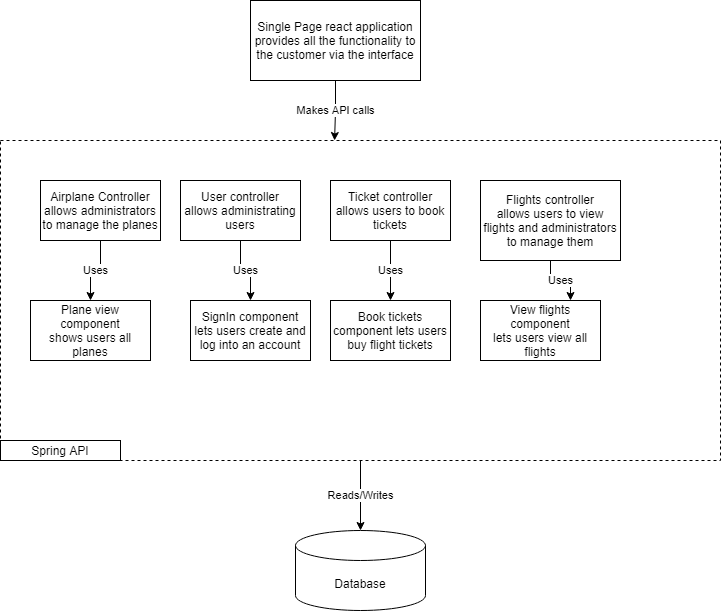 Single Page react application
provides all the functionality to
the customer via the interface
Makes API calls
Airplane Controller
allows administrators
to manage the planes
User controller
allows administrating
users
Ticket controller
allows users to book
tickets
Flights controller
allows users to view
flights and administrators
to manage them
Uses
Uses
Uses
Uses
Plane view
component
shows users all
planes
SignIn component
lets users create and
log into an account
Book tickets
component lets users
buy flight tickets
View flights
component
lets users view all
flights
Spring API
Reads/Writes
Database